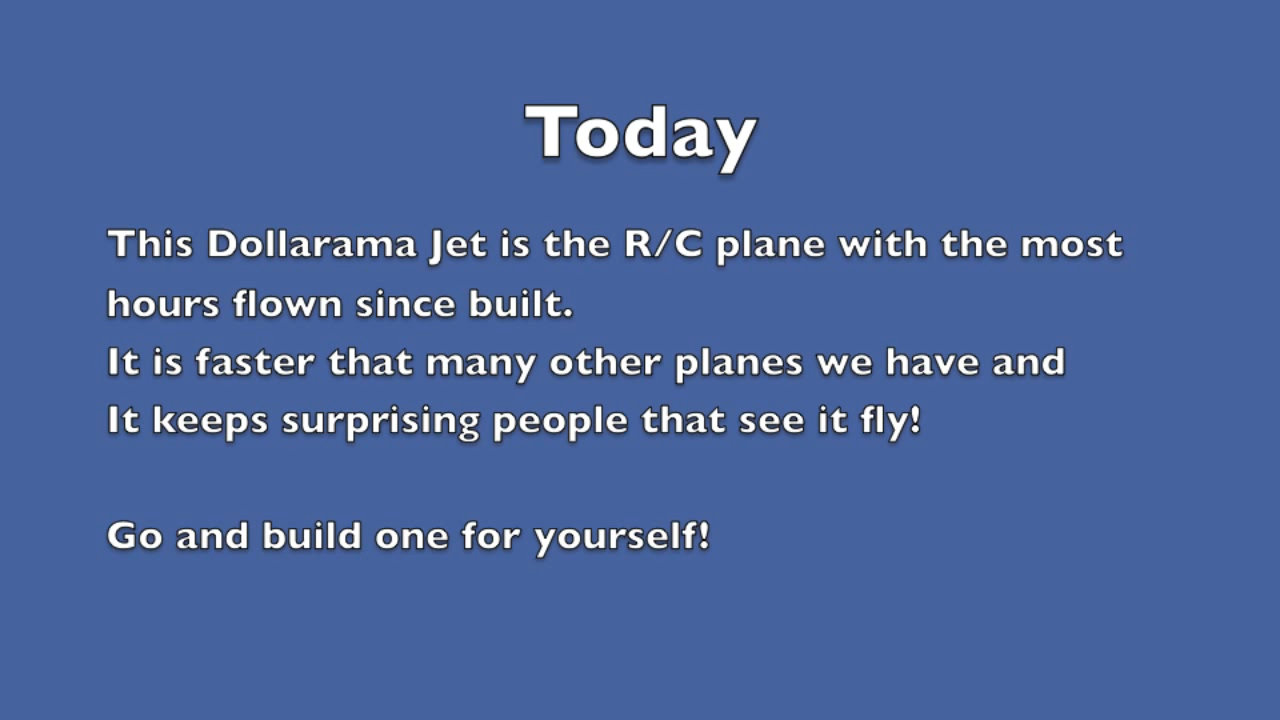 Today
This Dollarama Jet is the R/C plane with the most
hours flown since built.
It is faster that many other planes we have and
It keeps surprising people that see it fly!
Go and build one for yourself!